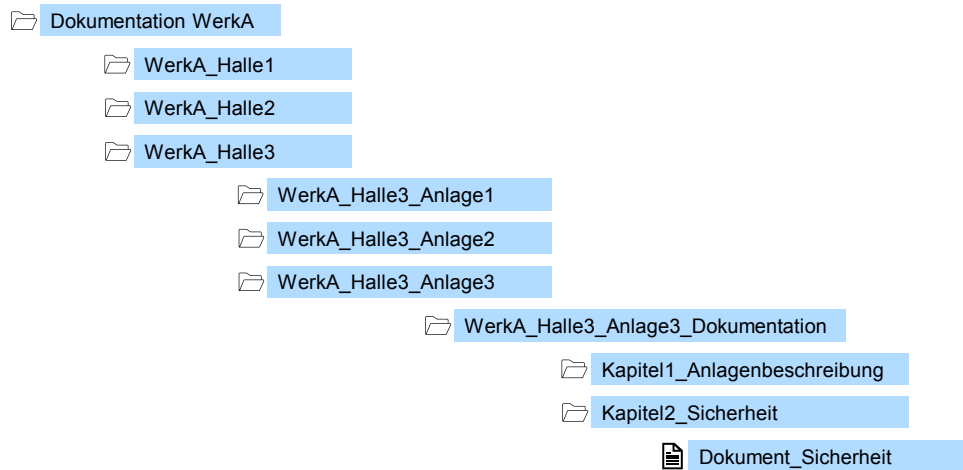 Dokumentation WerkA
WerkA_Halle1
WerkA_Halle2
WerkA_Halle3
WerkA_Halle3_Anlage1
WerkA_Halle3_Anlage2
WerkA_Halle3_Anlage3
WerkA_Halle3_Anlage3_Dokumentation
Kapitel1_Anlagenbeschreibung
Kapitel2_Sicherheit
Dokument_Sicherheit